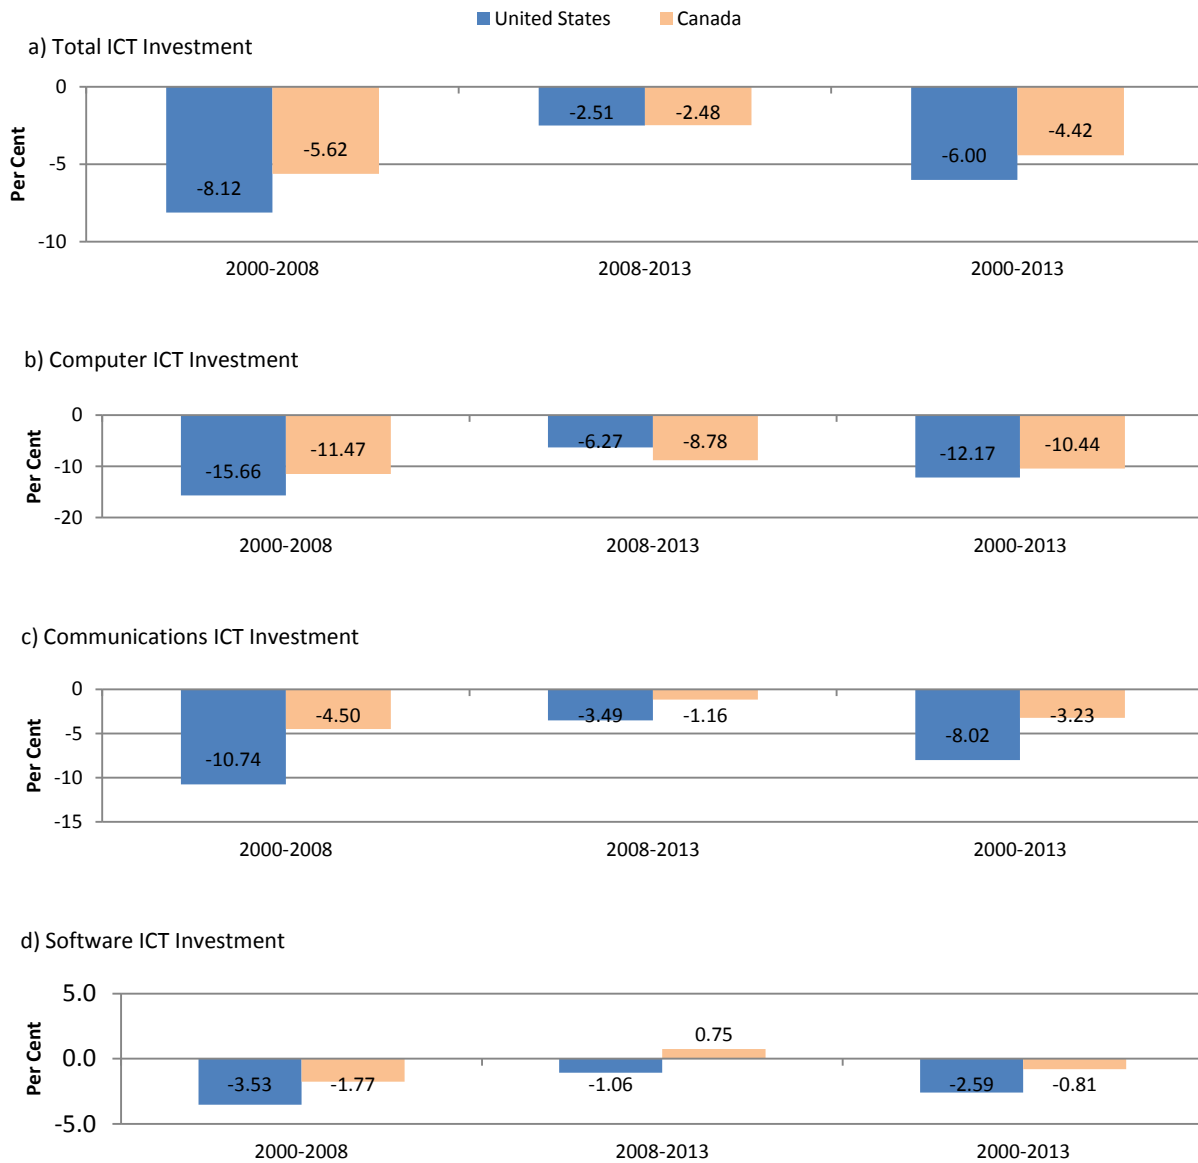 United States Canada
a) Total ICT Investment
Per Cent
0
-5
-10
-8.12
-5.62
-2.51
-2.48
-6.00
-4.42
2000-2008 2008-2013 2000-2013
b) Computer ICT Investment
Per Cent
0
-10
-20
-15.66
-11.47
-6.27
-8.78
-12.17
-10.44
2000-2008 2008-2013 2000-2013
c) Communications ICT Investment
Per Cent
0
-5
-10
-15
-10.74
-4.50
-3.49
-1.16
-8.02
-3.23
2000-2008 2008-2013 2000-2013
d) Software ICT Investment
Per Cent
5.0
0.0
-5.0
-3.53
-1.77
-1.06
0.75
-2.59
-0.81
2000-2008 2008-2013 2000-2013